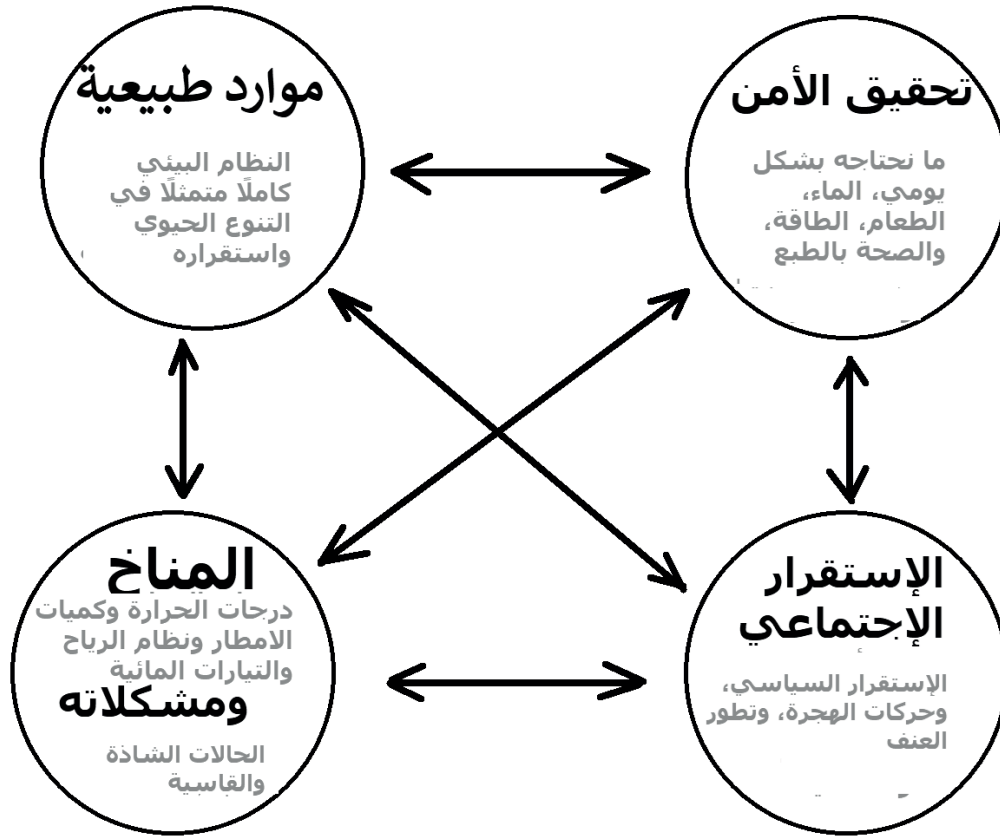 موارد طبيعية
النظام البيئي
كاملًا متمثلًا في
التنوع الحيوي
واستقراره
تحقيق الأمن
ما نحتاجه بشكل
يومي، الماء،
الطعام، الطاقة،
والصحة بالطبع
المناخ
درجات الحرارة وكميات
الامطار ونظام الرياح
والتيارات المائية
ومشكلاته
الحالات الشاذة
والقاسية
الإستقرار
الإجتماعي
الإستقرار السياسي،
وحركات الهجرة، وتطور
العنف